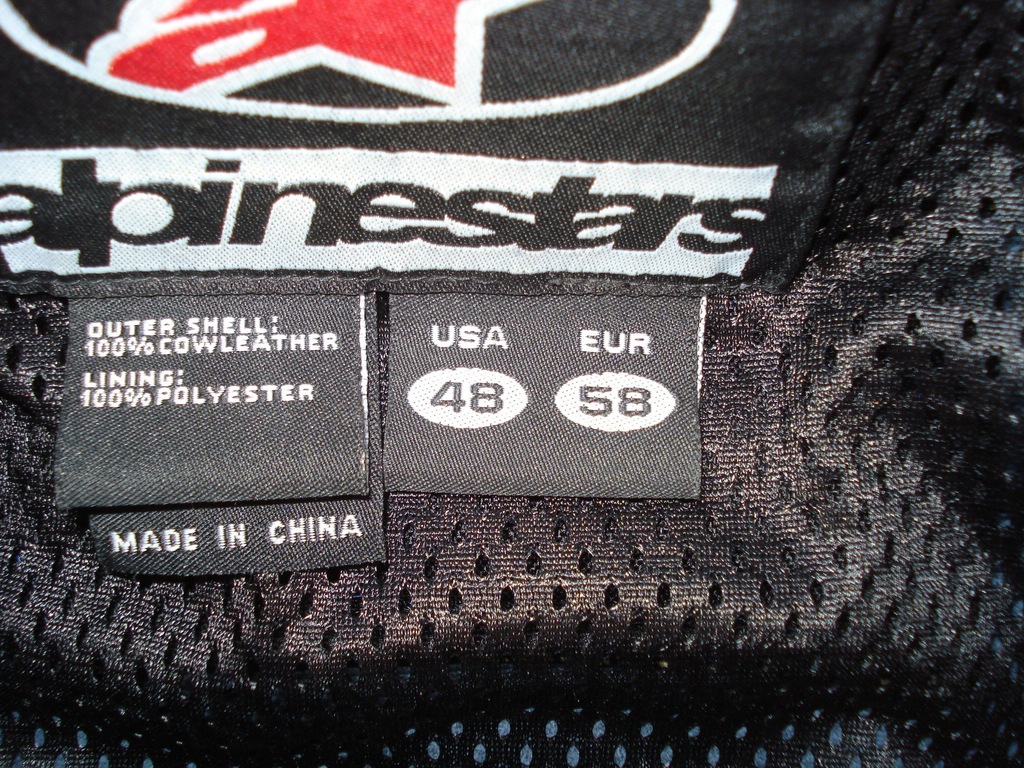 alpinestars
OUTER SHELL:
100% COWLEATHER
LINING:
100% POLYESTER
MADE IN CHINA
USA EUR
48 58